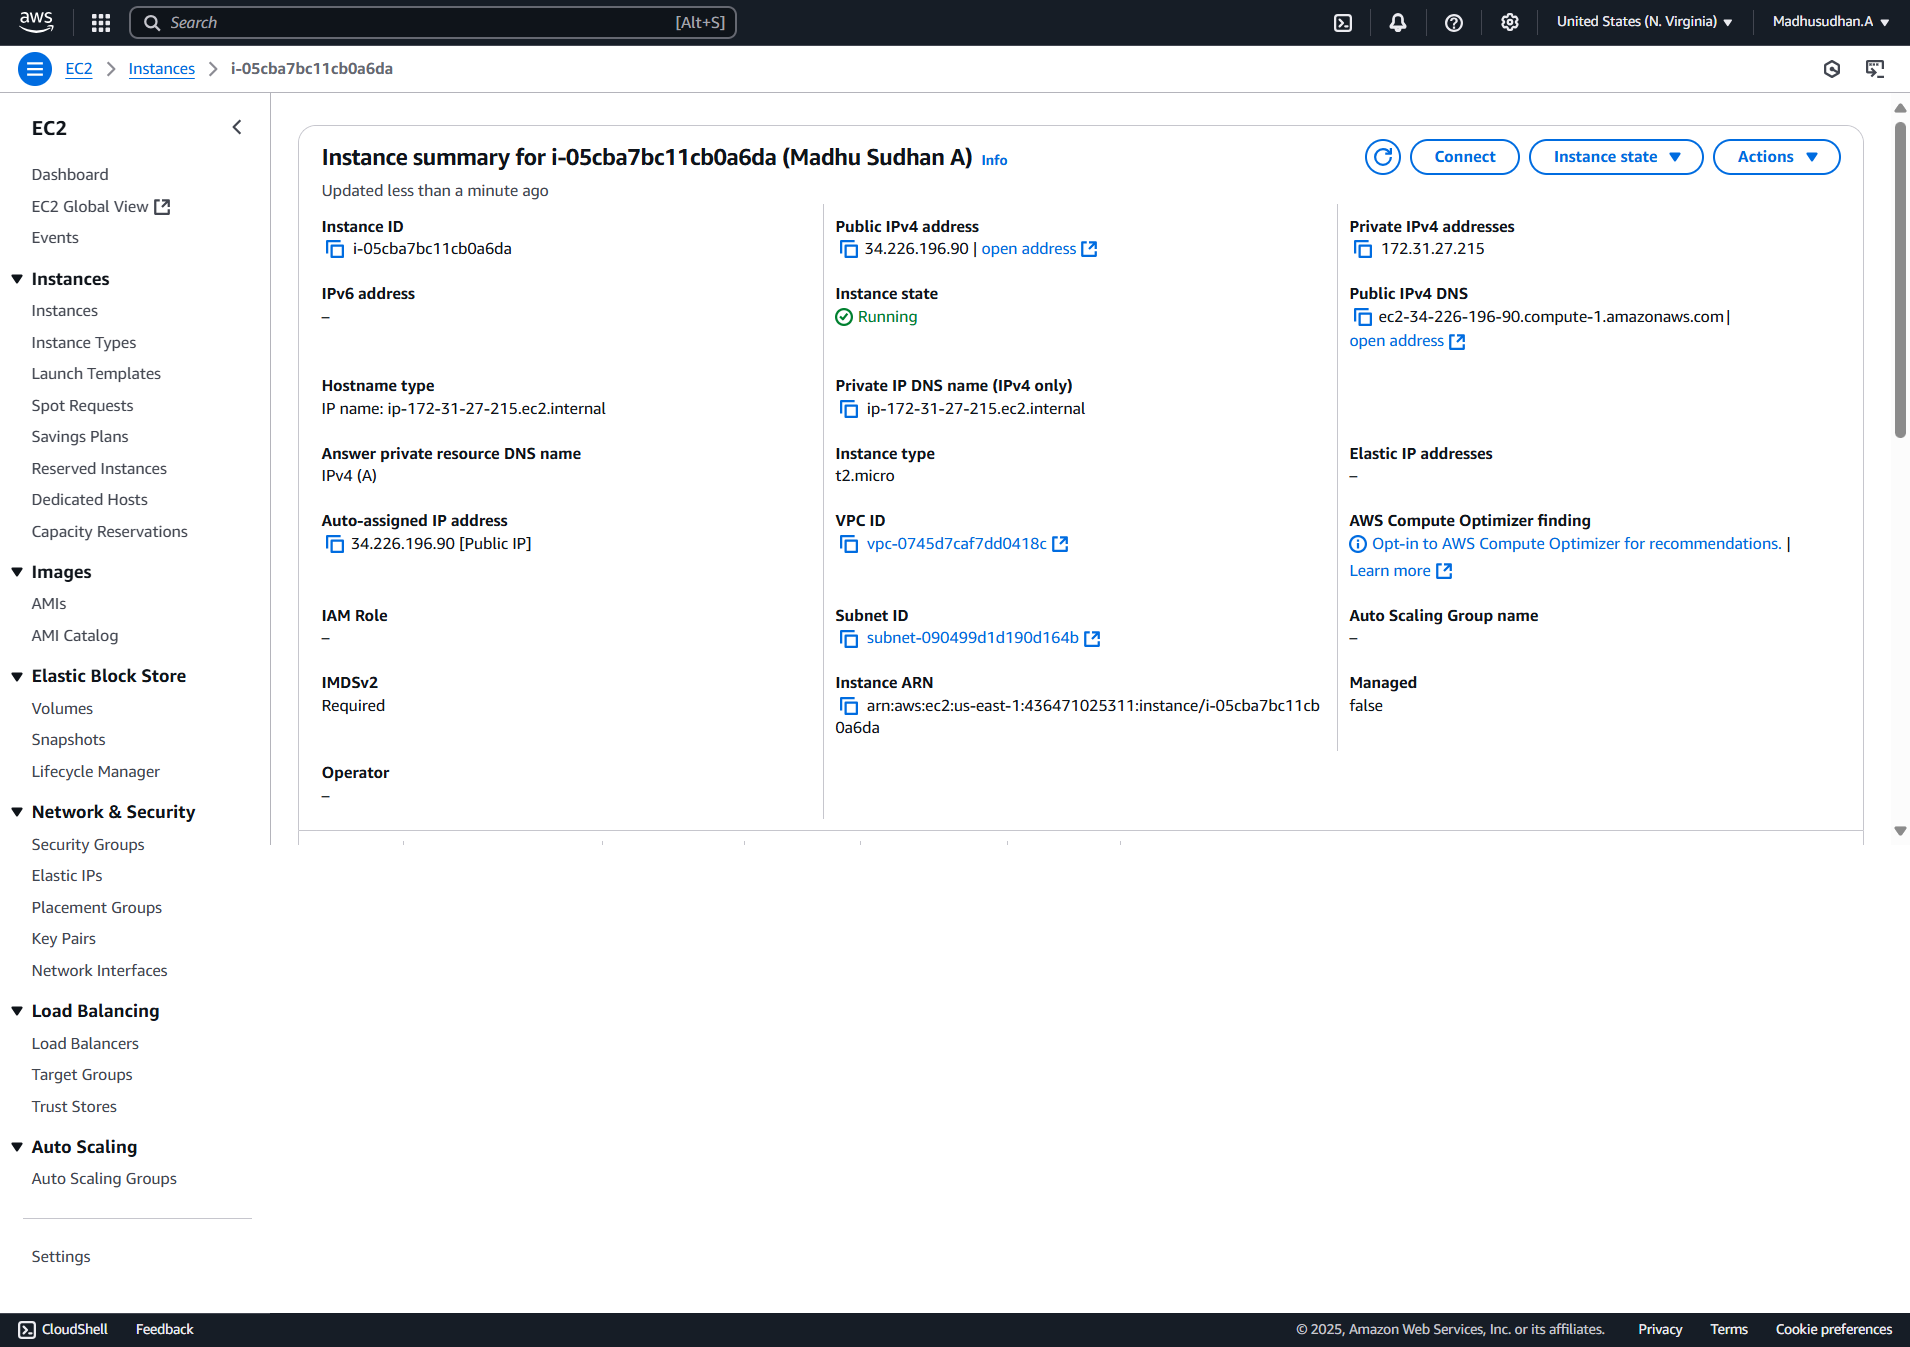 aws
Search [Alt+S]
United States (N. Virginia)
Madhusudhan.A
EC2
Instances
i-05cba7bc11cb0a6da
EC2
Dashboard
EC2 Global View
Events
Instances
Instances
Instance Types
Launch Templates
Spot Requests
Savings Plans
Reserved Instances
Dedicated Hosts
Capacity Reservations
Images
AMIs
AMI Catalog
Elastic Block Store
Volumes
Snapshots
Lifecycle Manager
Network & Security
Security Groups
Elastic IPs
Placement Groups
Key Pairs
Network Interfaces
Load Balancing
Load Balancers
Target Groups
Trust Stores
Auto Scaling
Auto Scaling Groups
Settings
Instance summary for i-05cba7bc11cb0a6da (Madhu Sudhan A) Info
Updated less than a minute ago
Connect
Instance state
Actions
Instance ID
i-05cba7bc11cb0a6da
Public IPv4 address
34.226.196.90 | open address
Private IPv4 addresses
172.31.27.215
IPv6 address
–
Instance state
Running
Public IPv4 DNS
ec2-34-226-196-90.compute-1.amazonaws.com |
open address
Hostname type
IP name: ip-172-31-27-215.ec2.internal
Private IP DNS name (IPv4 only)
ip-172-31-27-215.ec2.internal
Answer private resource DNS name
IPv4 (A)
Instance type
t2.micro
Elastic IP addresses
–
Auto-assigned IP address
34.226.196.90 [Public IP]
VPC ID
vpc-0745d7caf7dd0418c
AWS Compute Optimizer finding
Opt-in to AWS Compute Optimizer for recommendations. |
Learn more
IAM Role
–
Subnet ID
subnet-090499d1d190d164b
Auto Scaling Group name
–
IMDSv2
Required
Instance ARN
arn:aws:ec2:us-east-1:436471025311:instance/i-05cba7bc11cb
0a6da
Managed
false
Operator
–
CloudShell
Feedback
© 2025, Amazon Web Services, Inc. or its affiliates.
Privacy
Terms
Cookie preferences